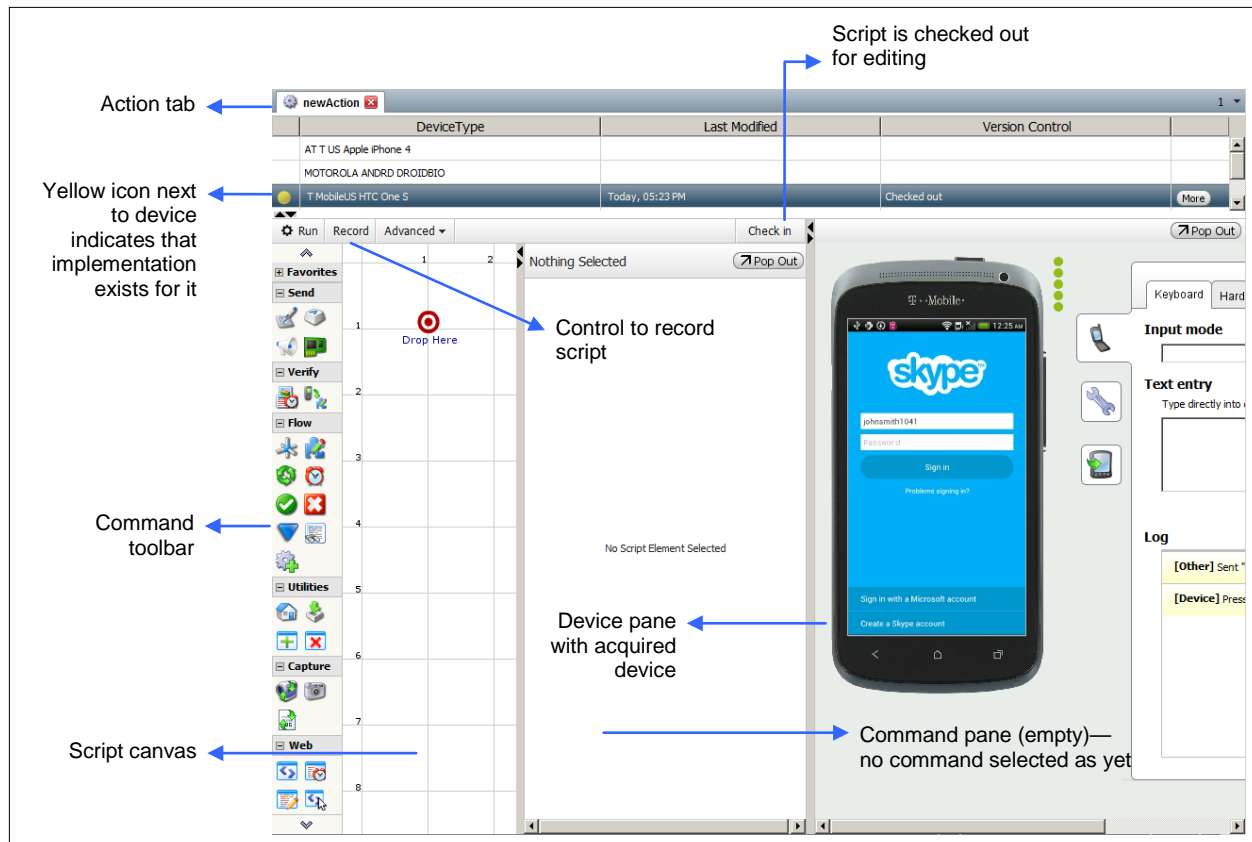 Script is checked out
for editing
Action tab
newAction
1
DeviceType
Last Modified
Version Control
AT T US Apple iPhone 4
MOTOROLA ANDRD DROIDBIO
T MobileUS HTC One S
Today, 05:23 PM
Checked out
More
Yellow icon next
to device
indicates that
implementation
exists for it
Run
Record
Advanced
Check in
Pop Out
Favorites
Send
Verify
Flow
Utilities
Capture
Web
1
2
1
2
3
4
5
6
7
8
Drop Here
Nothing Selected
Pop Out
Control to record
script
No Script Element Selected
Command
toolbar
Script canvas
Device pane
with acquired
device
Command pane (empty)—
no command selected as yet
T··Mobile·
12:25 AM
skype
johnsmith1041
Password
Sign in
Problems signing in?
Sign in with a Microsoft account
Create a Skype account
Keyboard
Hard
Input mode
Text entry
Type directly into
Log
[Other] Sent "
[Device] Press